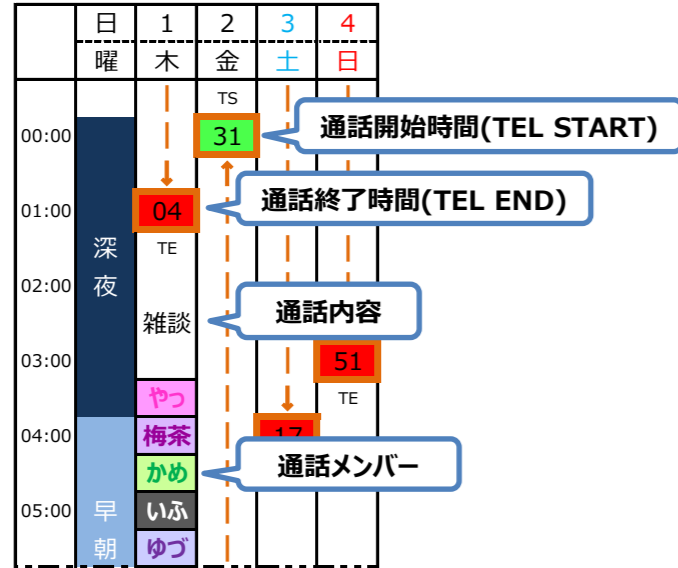 日 1 2 3 4
曜 木 金 土 日
TS
00:00 31 通話開始時間(TEL START)
01:00 04 通話終了時間(TEL END)
深夜 TE
02:00
雑談 通話内容
03:00 51
やっ TE
04:00 梅茶 17
かめ 通話メンバー
05:00 早朝 いふ
ゆづ